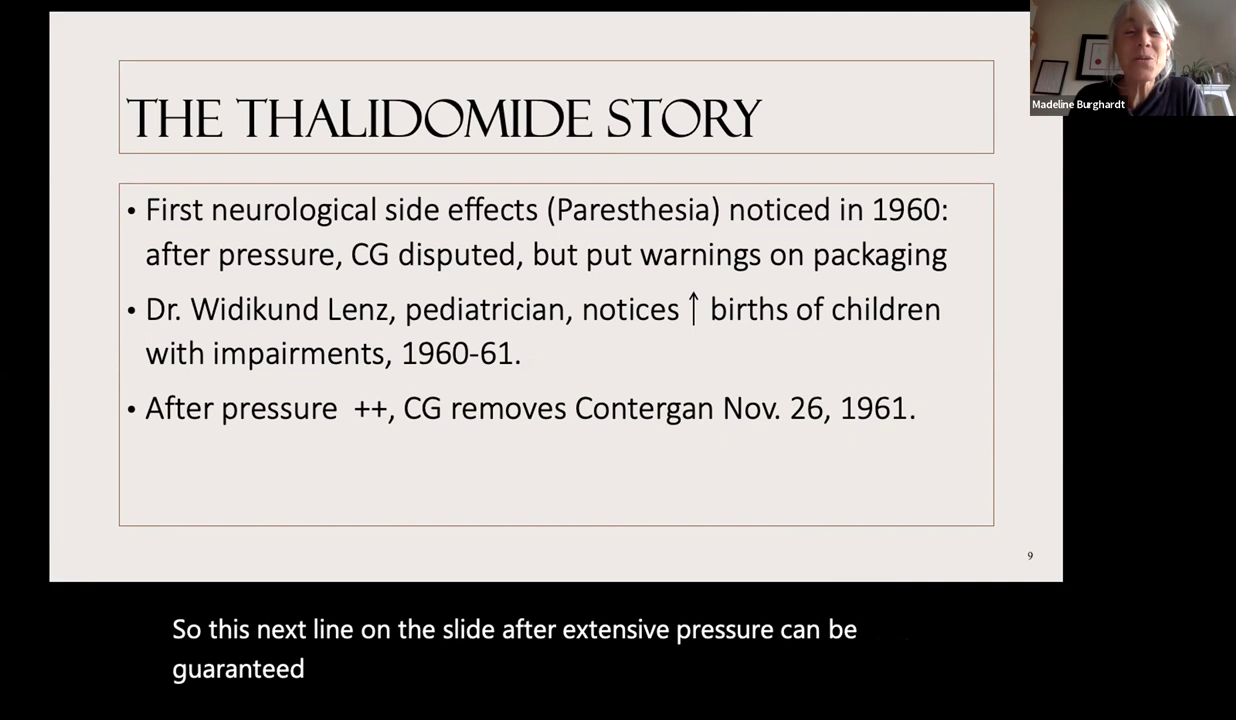 THE THALIDOMIDE STORY
Madeline Burghardt
• First neurological side effects (Paresthesia) noticed in 1960:
after pressure, CG disputed, but put warnings on packaging
• Dr. Widikund Lenz, pediatrician, notices ↑ births of children
with impairments, 1960-61.
• After pressure ++, CG removes Contergan Nov. 26, 1961.
9
So this next line on the slide after extensive pressure can be
guaranteed